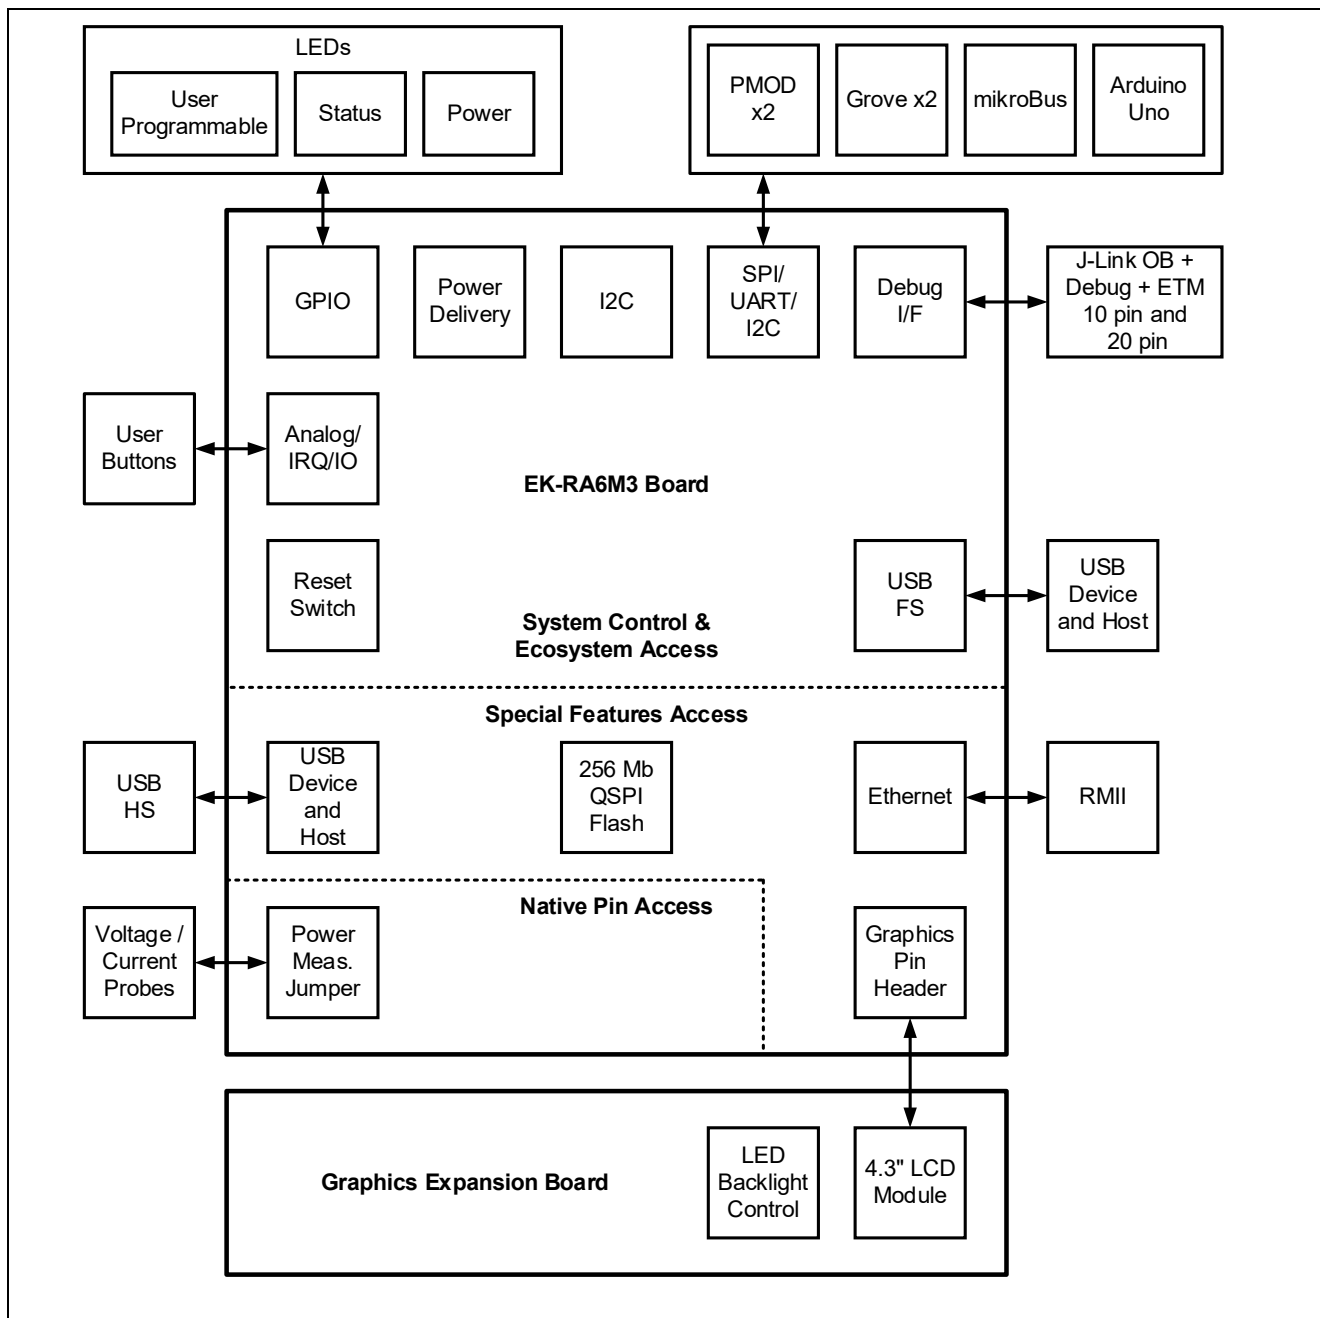 LEDs
User
Programmable
Status
Power
PMOD
x2
Grove x2
mikroBus
Arduino
Uno
GPIO
Power
Delivery
I2C
SPI/
UART/
I2C
Debug
I/F
J-Link OB +
Debug + ETM
10 pin and
20 pin
User
Buttons
Analog/
IRQ/IO
EK-RA6M3 Board
Reset
Switch
System Control &
Ecosystem Access
USB
FS
USB
Device
and Host
Special Features Access
USB
HS
USB
Device
and
Host
256 Mb
QSPI
Flash
Ethernet
RMII
Native Pin Access
Voltage /
Current
Probes
Power
Meas.
Jumper
Graphics
Pin
Header
Graphics Expansion Board
LED
Backlight
Control
4.3" LCD
Module